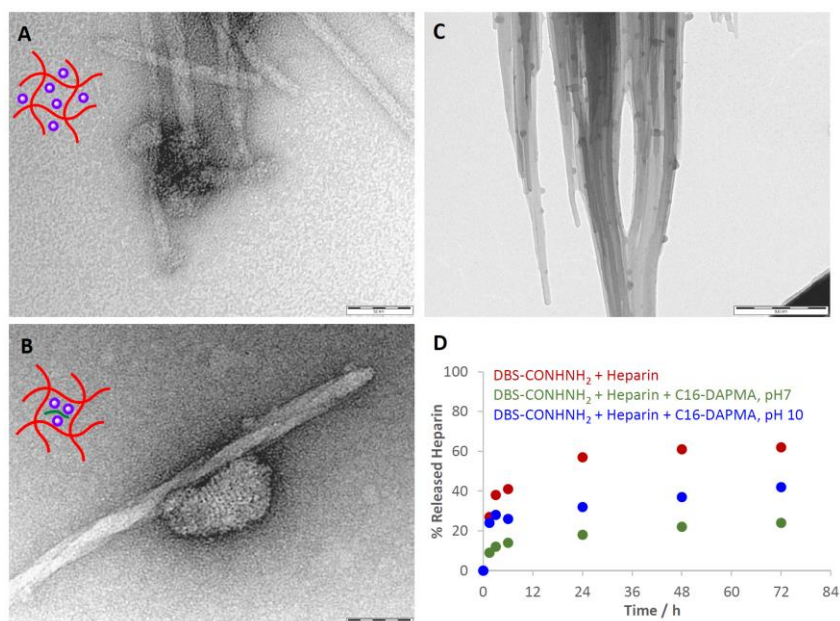 A
C
B
D
100
DBS-CONHNH₂ + Heparin
DBS-CONHNH₂ + Heparin + C16-DAPMA, pH7
DBS-CONHNH₂ + Heparin + C16-DAPMA, pH 10
80
60
40
20
0
% Released Heparin
0 12 24 36 48 60 72 84
Time / h